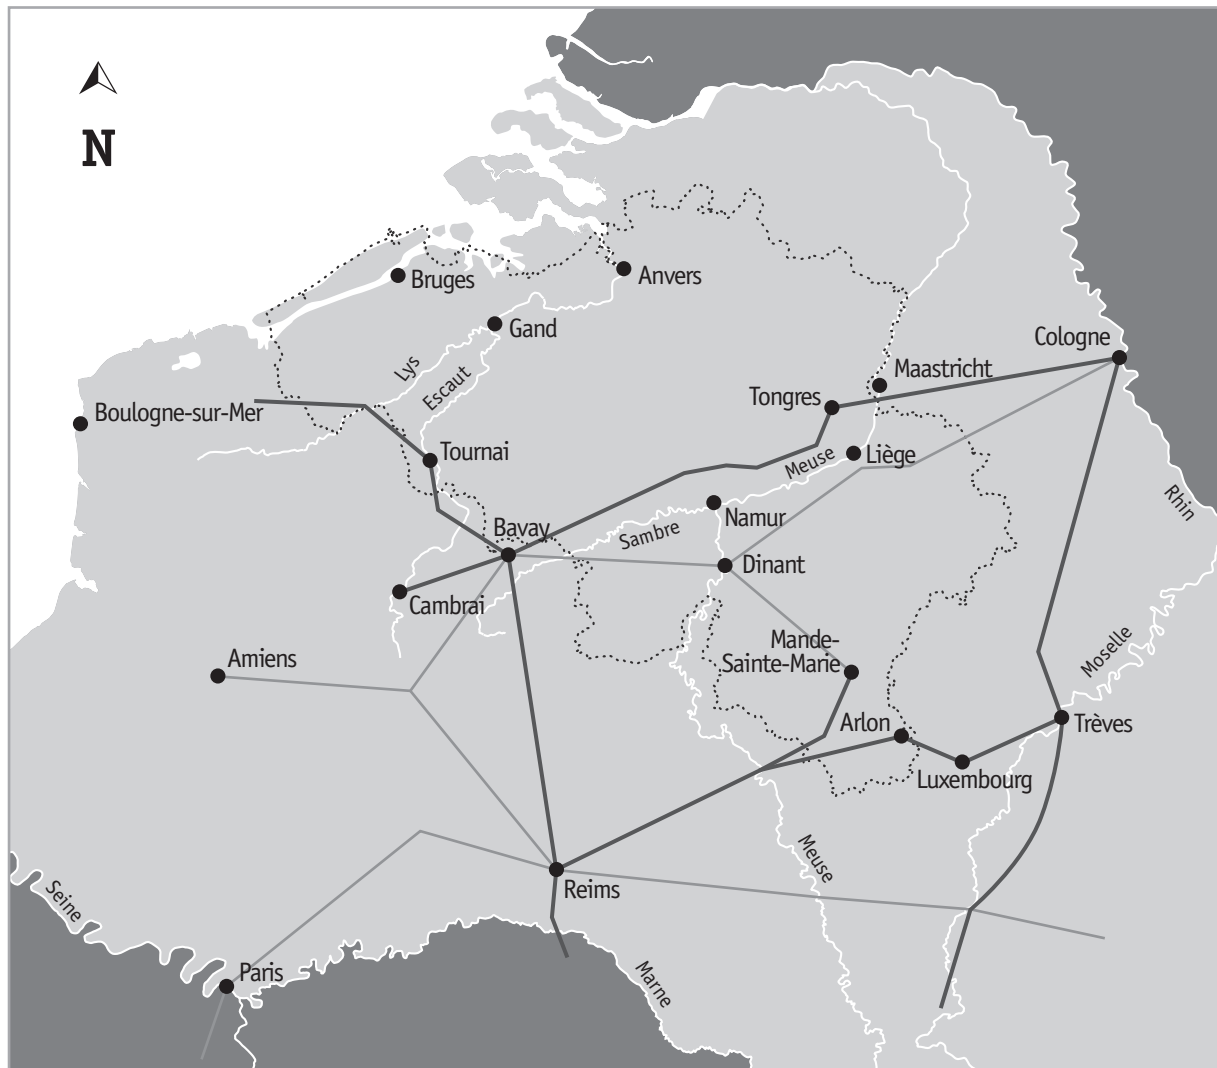 N
Bruges
Anvers
Gand
Cologne
Lys
Escaut
Maastricht
Tongres
Boulogne-sur-Mer
Tournai
Meuse
Liège
Rhin
Namur
Bavay
Sambre
Dinant
Cambrai
Mande-
Sainte-Marie
Moselle
Amiens
Arlon
Trèves
Luxembourg
Meuse
Reims
Seine
Paris
Marne